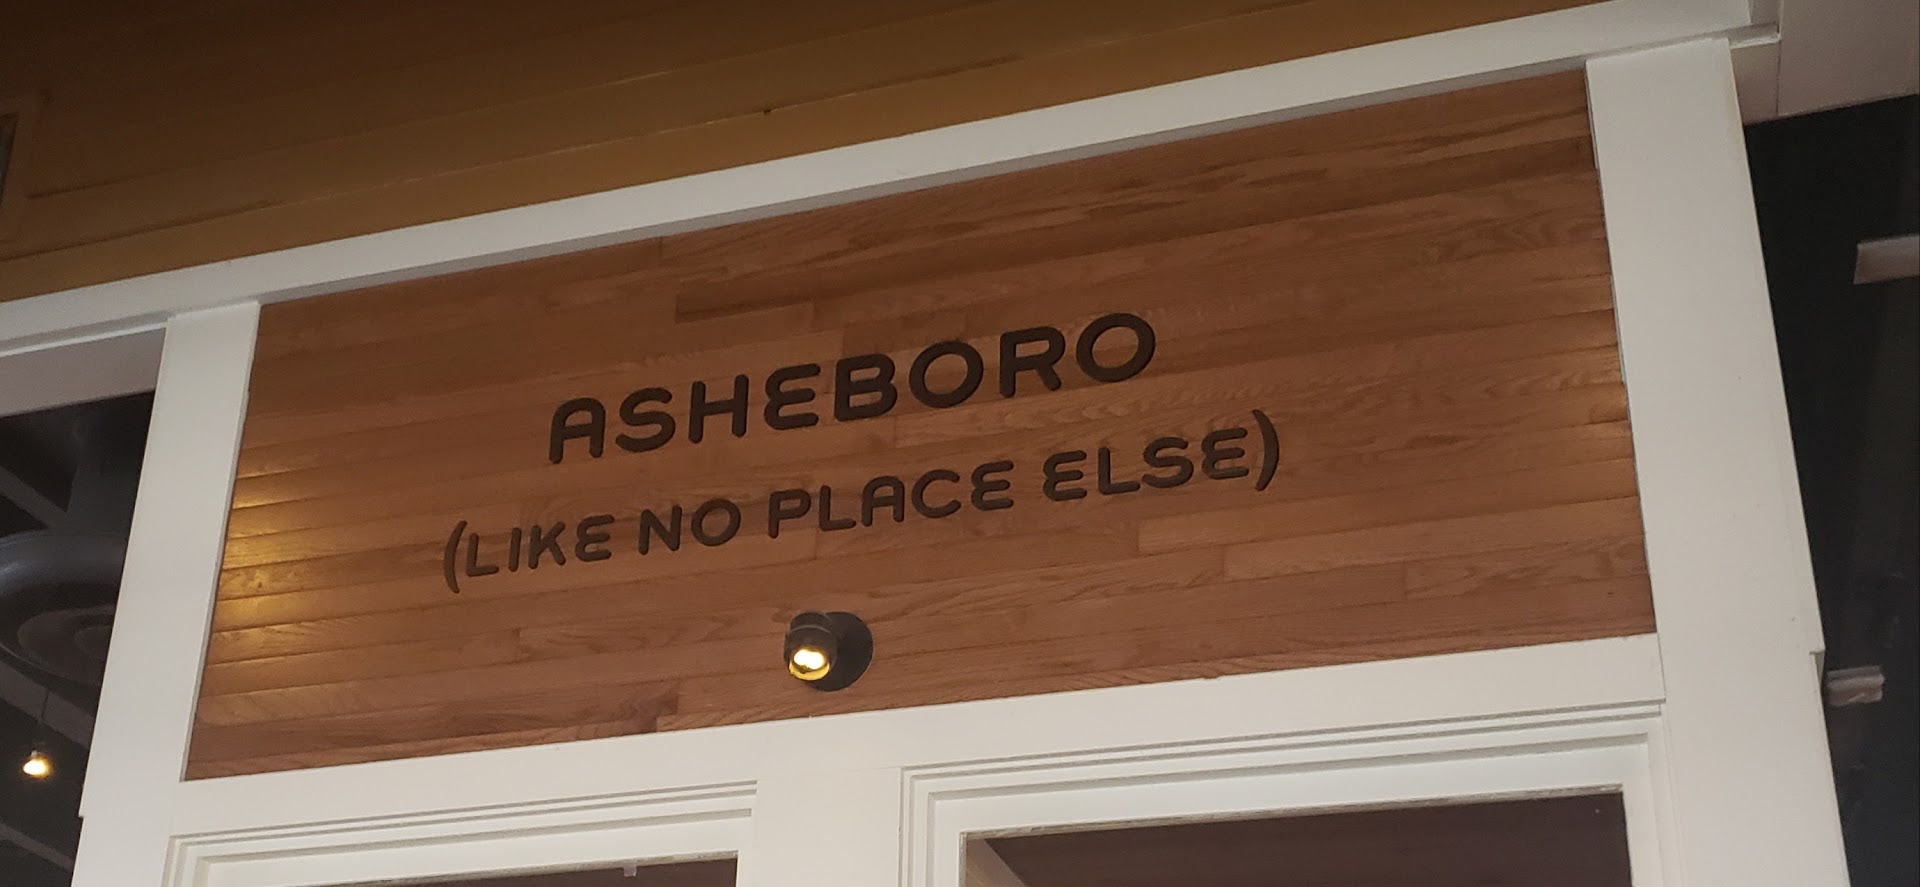 ASHEBORO
(LIKE NO PLACE ELSE)